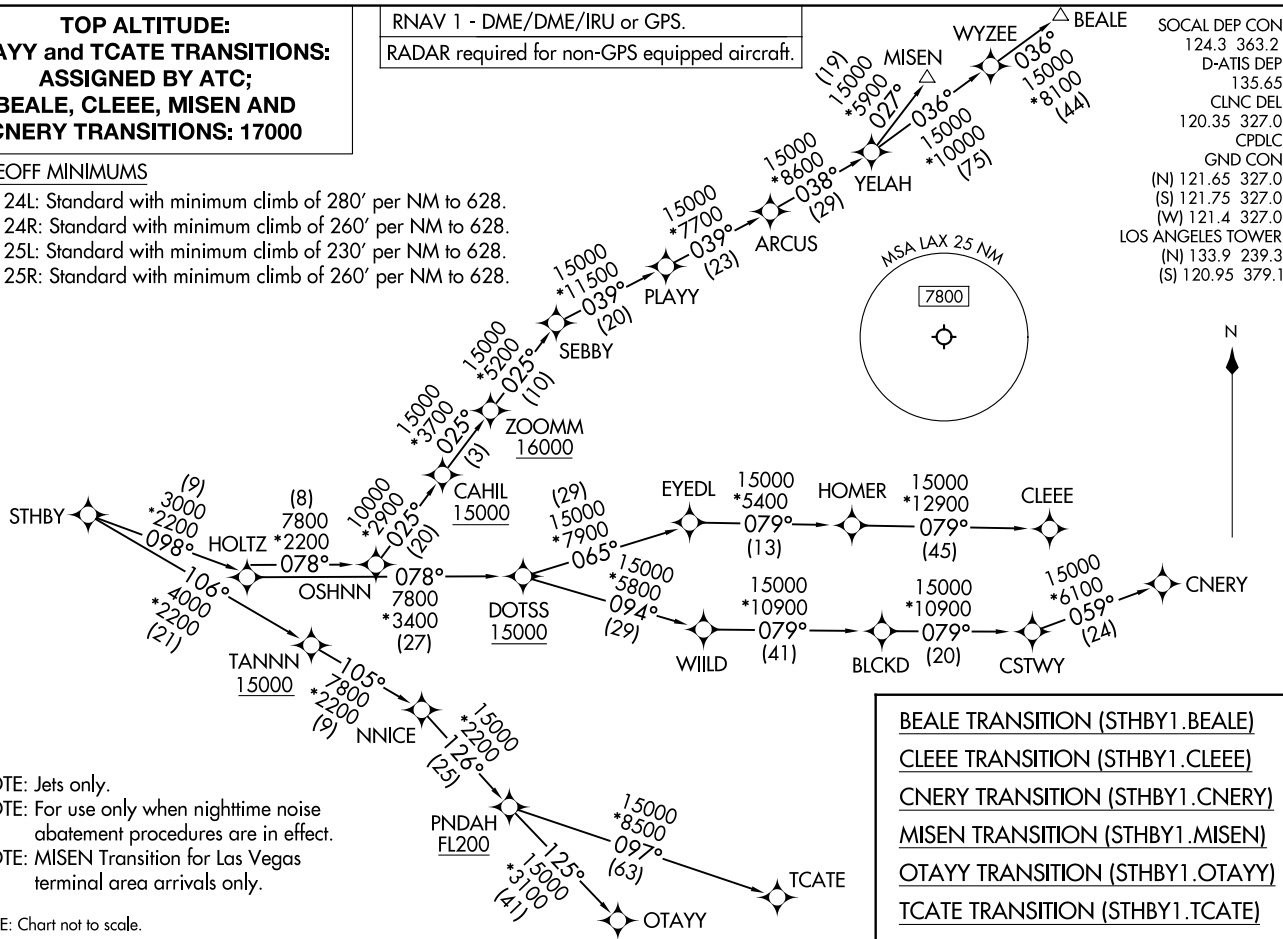 TOP ALTITUDE:
AYY and TCATE TRANSITIONS:
ASSIGNED BY ATC;
BEALE, CLEEE, MISEN AND
CNERY TRANSITIONS: 17000
RNAV 1 - DME/DME/IRU or GPS.
RADAR required for non-GPS equipped aircraft.
SOCAL DEP CON
124.3 363.2
D-ATIS DEP
135.65
CLNC DEL
120.35 327.0
CPDLC
GND CON
(N) 121.65 327.0
(S) 121.75 327.0
(W) 121.4 327.0
LOS ANGELES TOWER
(N) 133.9 239.3
(S) 120.95 379.1
EOFF MINIMUMS
24L: Standard with minimum climb of 280' per NM to 628.
24R: Standard with minimum climb of 260' per NM to 628.
25L: Standard with minimum climb of 230' per NM to 628.
25R: Standard with minimum climb of 260' per NM to 628.
BEALE
036°
15000
*8100
(44)
WYZEE
036°
15000
*10000
(75)
MISEN
(19)
15000
*5900
027°
YELAH
15000
*8600
038°
(29)
ARCUS
15000
*7700
039°
(23)
PLAYY
15000
*11500
039°
(20)
SEBBY
15000
*5200
025°
(10)
ZOOMM
16000
15000
*3700
025°
(3)
CAHIL
15000
10000
*2900
025°
(20)
MSA LAX 25 NM
7800
N
STHBY
(9)
3000
*2200
098°
HOLTZ
(8)
7800
*2200
078°
OSHNN
078°
7800
*3400
(27)
DOTSS
15000
(29)
15000
*7900
065°
EYEDL
15000
*5400
079°
(13)
HOMER
15000
*12900
079°
(45)
CLEEE
15000
*5800
094°
(29)
WIILD
15000
*10900
079°
(41)
BLCKD
15000
*10900
079°
(20)
CSTWY
15000
*6100
059°
(24)
CNERY
106°
4000
*2200
(21)
TANNN
15000
105°
7800
*2200
(9)
NNICE
15000
*2200
126°
(25)
PNDAH
FL200
15000
*8500
097°
(63)
TCATE
125°
15000
*3100
(41)
OTAYY
OTE: Jets only.
OTE: For use only when nighttime noise
abatement procedures are in effect.
OTE: MISEN Transition for Las Vegas
terminal area arrivals only.
E: Chart not to scale.
BEALE TRANSITION (STHBY1.BEALE)
CLEEE TRANSITION (STHBY1.CLEEE)
CNERY TRANSITION (STHBY1.CNERY)
MISEN TRANSITION (STHBY1.MISEN)
OTAYY TRANSITION (STHBY1.OTAYY)
TCATE TRANSITION (STHBY1.TCATE)